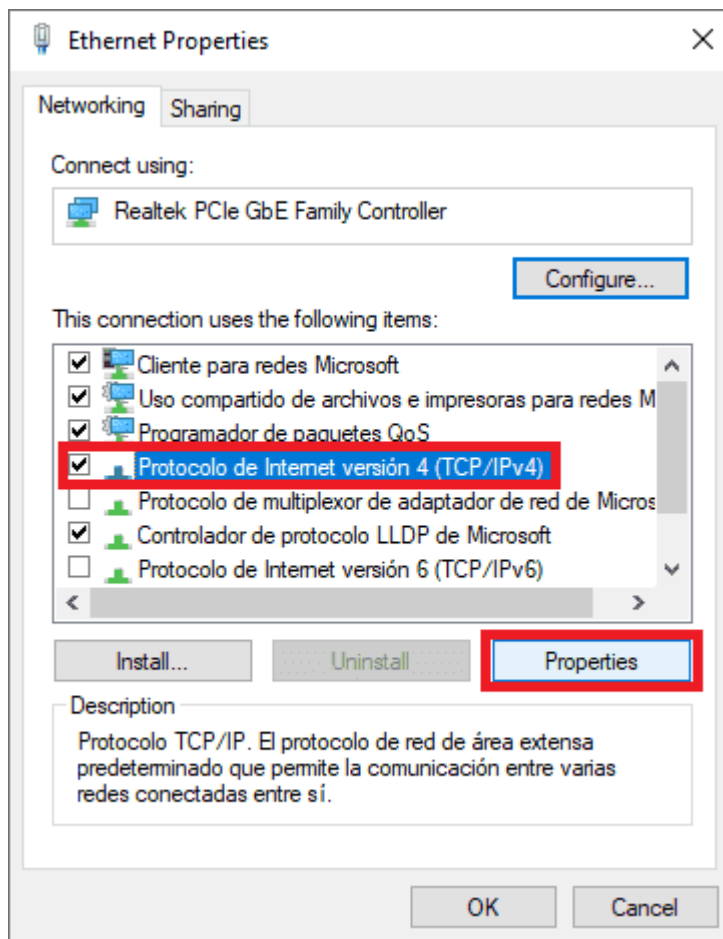 Ethernet Properties
Networking
Sharing
Connect using:
Realtek PCIe GbE Family Controller
Configure...
This connection uses the following items:
Cliente para redes Microsoft
Uso compartido de archivos e impresoras para redes M
Programador de paquetes QoS
Protocolo de Internet versión 4 (TCP/IPv4)
Protocolo de multiplexor de adaptador de red de Micros
Controlador de protocolo LLDP de Microsoft
Protocolo de Internet versión 6 (TCP/IPv6)
Install...
Uninstall
Properties
Description
Protocolo TCP/IP. El protocolo de red de área extensa
predeterminado que permite la comunicación entre varias
redes conectadas entre sí.
OK
Cancel